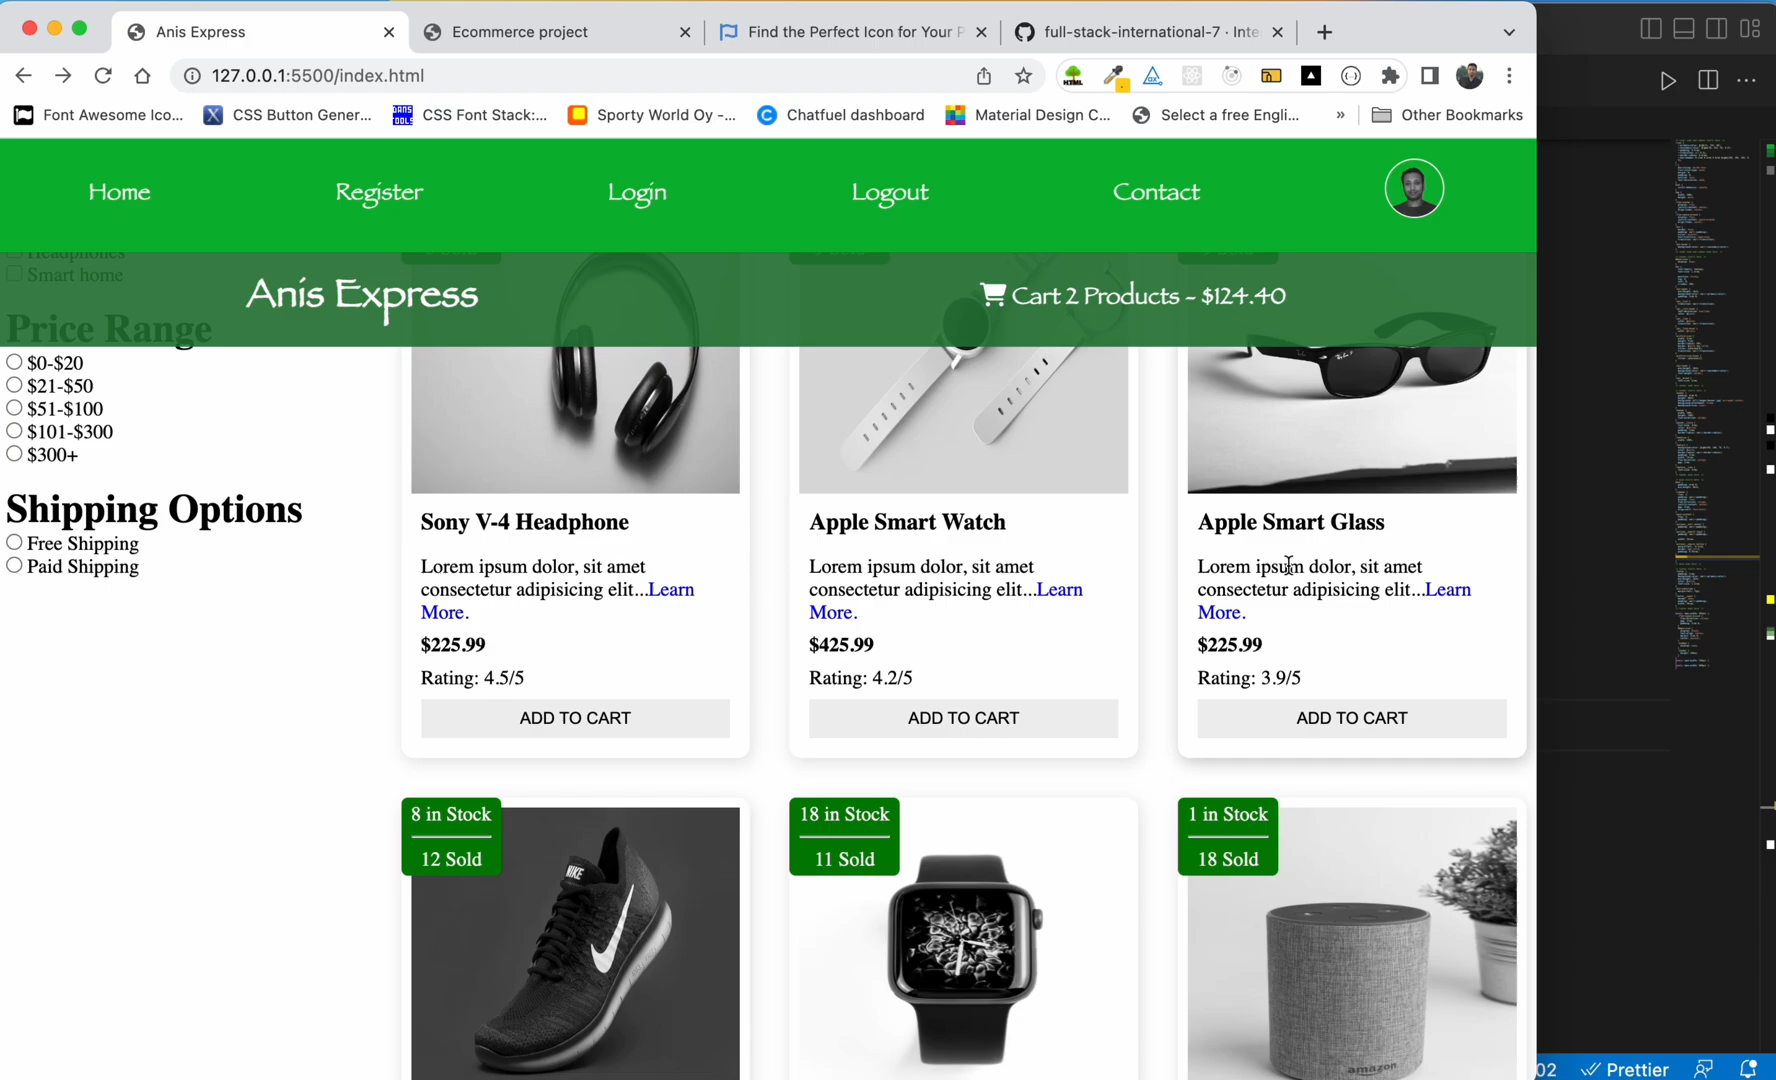 Anis Express
Ecommerce project
Find the Perfect Icon for Your P
full-stack-international-7 · Inte
127.0.0.1:5500/index.html
HTML
Font Awesome Ico...
CSS Button Gener...
CSS Font Stack:...
Sporty World Oy -...
Chatfuel dashboard
Material Design C...
Select a free Engli...
»
Other Bookmarks
Home
Register
Login
Logout
Contact
Headphones
Smart home
Anis Express
Cart 2 Products - $124.40
Price Range
$0-$20
$21-$50
$51-$100
$101-$300
$300+
Shipping Options
Free Shipping
Paid Shipping
Sony V-4 Headphone
Lorem ipsum dolor, sit amet
consectetur adipisicing elit...Learn
More.
$225.99
Rating: 4.5/5
ADD TO CART
Apple Smart Watch
Lorem ipsum dolor, sit amet
consectetur adipisicing elit...Learn
More.
$425.99
Rating: 4.2/5
ADD TO CART
Apple Smart Glass
Lorem ipsum dolor, sit amet
consectetur adipisicing elit...Learn
More.
$225.99
Rating: 3.9/5
ADD TO CART
8 in Stock
12 Sold
NIKE
18 in Stock
11 Sold
1 in Stock
18 Sold
amazon
02
Prettier